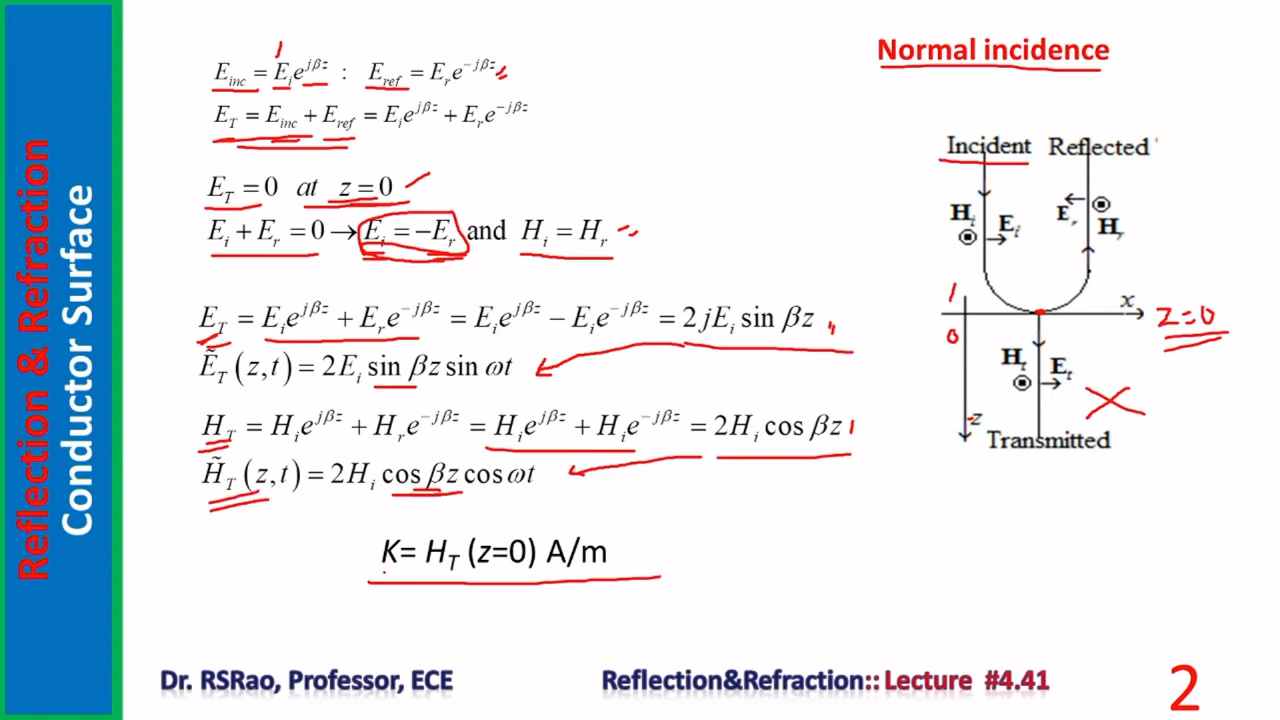 Reflection & Refraction
Conductor Surface
Normal incidence
E_inc = E_i e^{jβz} : E_ref = E_r e^{-jβz}
E_T = E_inc + E_ref = E_i e^{jβz} + E_r e^{-jβz}
E_T = 0 at z = 0
E_i + E_r = 0 → E_i = −E_r and H_i = H_r
E_T = E_i e^{jβz} + E_r e^{-jβz} = E_i e^{jβz} − E_i e^{-jβz} = 2jE_i sin βz
Ẽ_T (z,t) = 2E_i sin βz sin ωt
H_T = H_i e^{jβz} + H_r e^{-jβz} = H_i e^{jβz} + H_i e^{-jβz} = 2H_i cos βz
H̃_T (z,t) = 2H_i cos βz cos ωt
K= H_T (z=0) A/m
Incident Reflected
H_i E_i E_r H_r
x
z=0
1
0
H_t E_t
z
Transmitted
Dr. RSRao, Professor, ECE Reflection&Refraction:: Lecture #4.41
2